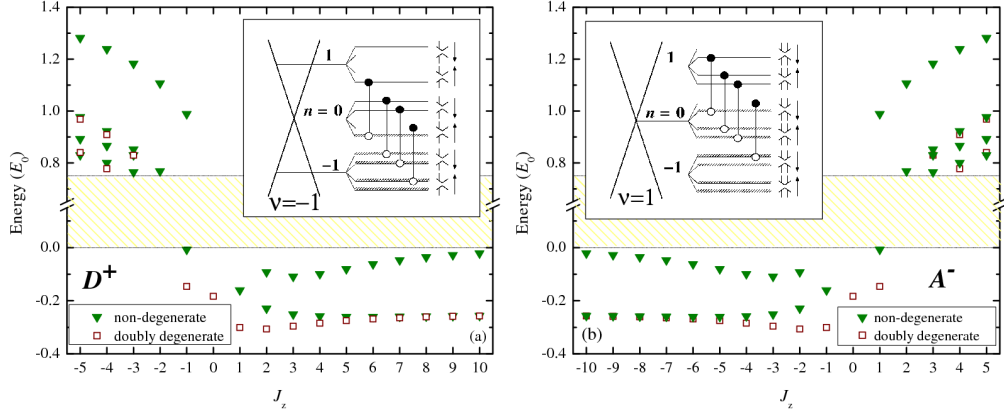 1.4
1.2
1.0
0.8
0.0
-0.2
-0.4
Energy (E₀)
1
n = 0
-1
ν=-1
D⁺
non-degenerate
doubly degenerate
(a)
-5 -4 -3 -2 -1 0 1 2 3 4 5 6 7 8 9 10
J_z
1.4
1.2
1.0
0.8
0.0
-0.2
-0.4
Energy (E₀)
1
n = 0
-1
ν=1
A⁻
(b)
non-degenerate
doubly degenerate
-10 -9 -8 -7 -6 -5 -4 -3 -2 -1 0 1 2 3 4 5
J_z